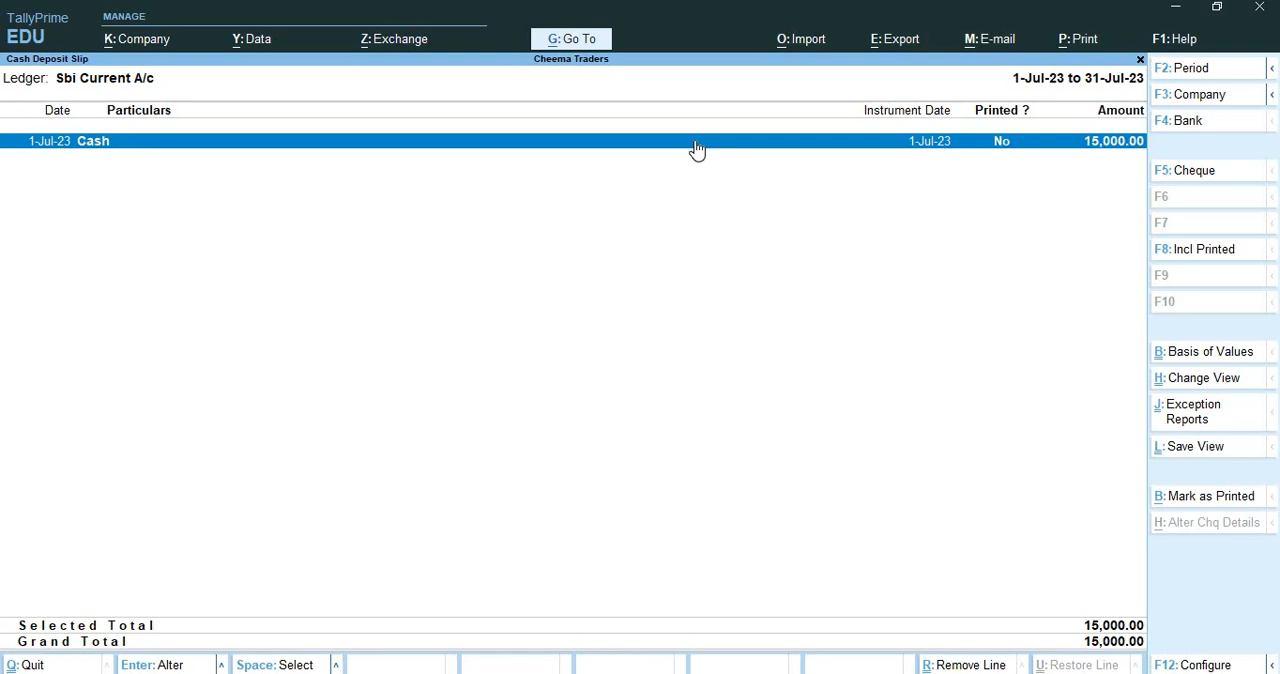 TallyPrime
MANAGE
EDU
K:Company Y:Data Z:Exchange G:Go To O:Import E:Export M:E-mail P:Print F1:Help
Cash Deposit Slip Cheema Traders
Ledger: Sbi Current A/c 1-Jul-23 to 31-Jul-23
Date Particulars Instrument Date Printed ? Amount
1-Jul-23 Cash 1-Jul-23 No 15,000.00
Selected Total 15,000.00
Grand Total 15,000.00
Q:Quit Enter:Alter Space:Select R:Remove Line U:Restore Line
F2:Period
F3:Company
F4:Bank
F5:Cheque
F6
F7
F8:Incl Printed
F9
F10
B:Basis of Values
H:Change View
J:Exception
Reports
L:Save View
B:Mark as Printed
H:Alter Chq Details
F12:Configure